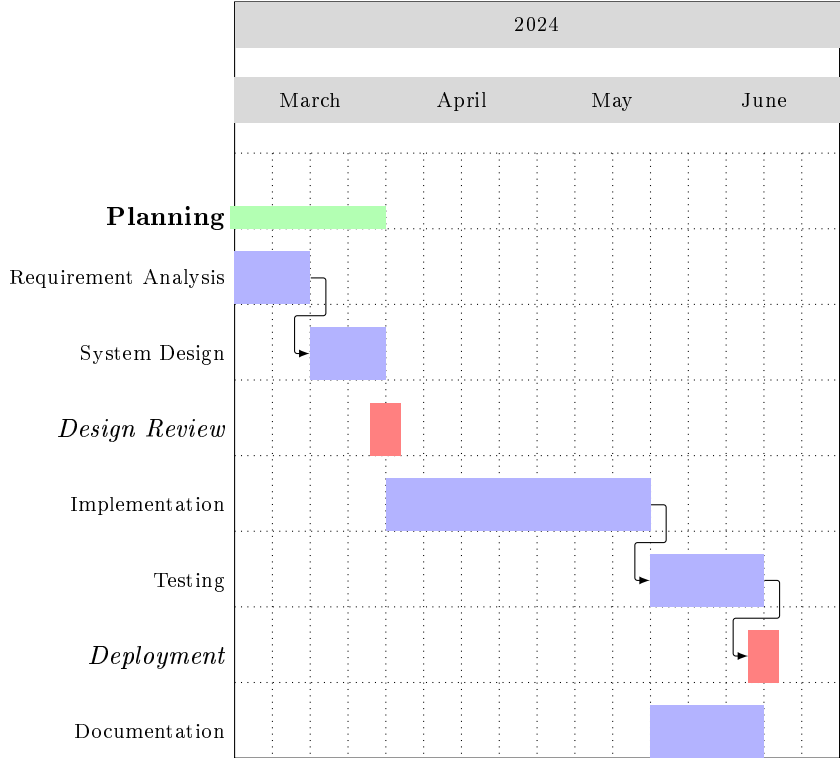 2024
March April May June
Planning
Requirement Analysis
System Design
Design Review
Implementation
Testing
Deployment
Documentation